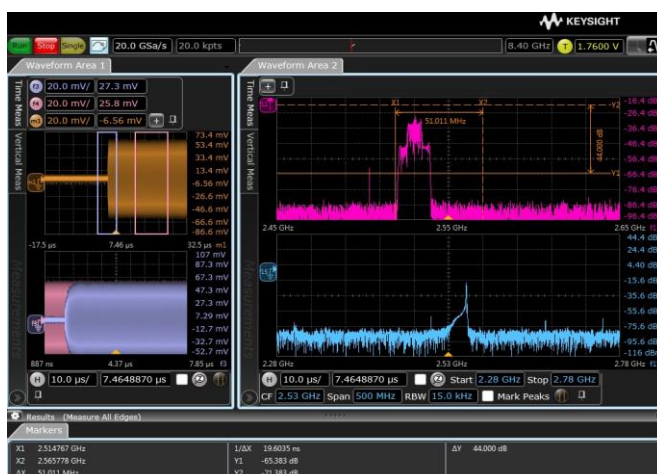 KEYSIGHT
Run Stop Single 20.0 GSa/s 20.0 kpts 8.40 GHz T 1.7600 V
Waveform Area 1
Waveform Area 2
Time Meas
Vertical Meas
Measurements
f3 20.0 mV/ 27.3 mV
f4 20.0 mV/ 25.8 mV
m1 20.0 mV/ -6.56 mV
73.4 mV
53.4 mV
33.4 mV
13.4 mV
-6.56 mV
-26.6 mV
-46.6 mV
-66.6 mV
-86.6 mV
-17.5 µs 7.46 µs 32.5 µs m1
107 mV
87.3 mV
67.3 mV
47.3 mV
27.3 mV
7.29 mV
-12.7 mV
-32.7 mV
-52.7 mV
887 ns 4.37 µs 7.85 µs f3
H 10.0 µs/ 7.4648870 µs
Time Meas
Vertical Meas
Measurements
X1 X2
51.011 MHz
44.000 dB
Y2
Y1
-16.4 dB
-26.4 dB
-36.4 dB
-46.4 dB
-56.4 dB
-66.4 dB
-76.4 dB
-86.4 dB
-96.4 dB
2.45 GHz 2.55 GHz 2.65 GHz
44.4 dB
24.4 dB
4.40 dB
-15.6 dB
-35.6 dB
-55.6 dB
-75.6 dB
-95.6 dB
-116 dB
2.28 GHz 2.53 GHz 2.78 GHz
H 10.0 µs/ 7.4648870 µs Start 2.28 GHz Stop 2.78 GHz
CF 2.53 GHz Span 500 MHz RBW 15.0 kHz Mark Peaks
Results (Measure All Edges)
Markers
X1 2.514767 GHz 1/ΔX 19.6035 ns ΔY 44.000 dB
X2 2.565778 GHz Y1 -65.383 dB
ΔX 51.011 MHz Y2 -21.383 dB